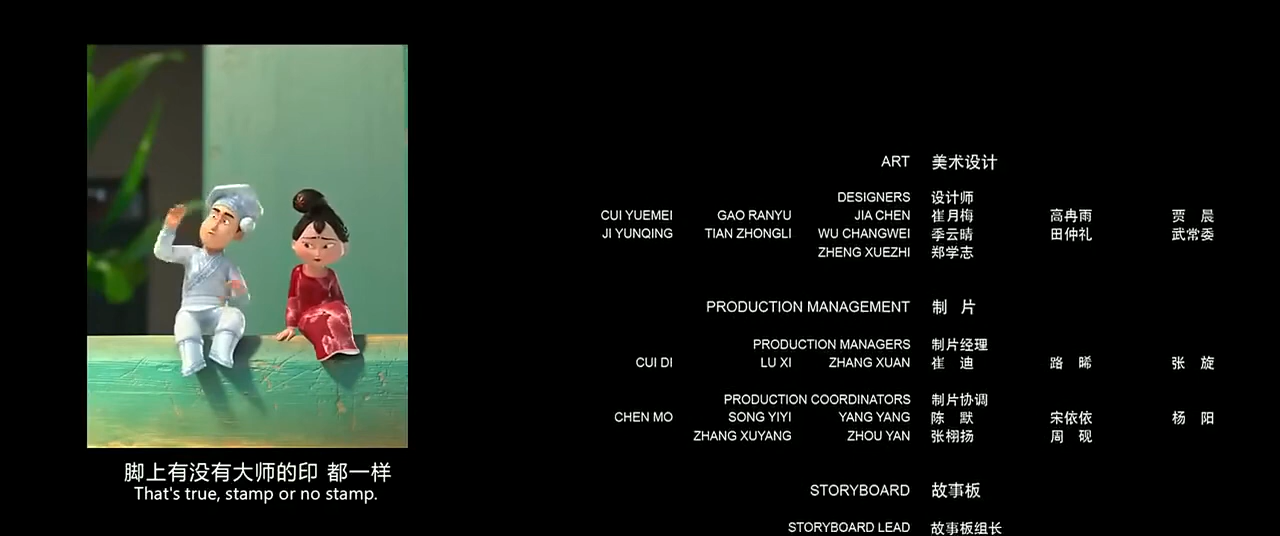 ART 美术设计
DESIGNERS 设计师
CUI YUEMEI GAO RANYU JIA CHEN 崔月梅 高冉雨 贾 晨
JI YUNQING TIAN ZHONGLI WU CHANGWEI 季云晴 田仲礼 武常委
ZHENG XUEZHI 郑学志
PRODUCTION MANAGEMENT 制 片
PRODUCTION MANAGERS 制片经理
CUI DI LU XI ZHANG XUAN 崔 迪 路 晞 张 旋
PRODUCTION COORDINATORS 制片协调
CHEN MO SONG YIYI YANG YANG 陈 默 宋依依 杨 阳
ZHANG XUYANG ZHOU YAN 张栩扬 周 砚
STORYBOARD 故事板
STORYBOARD LEAD 故事板组长
脚上有没有大师的印 都一样
That's true, stamp or no stamp.